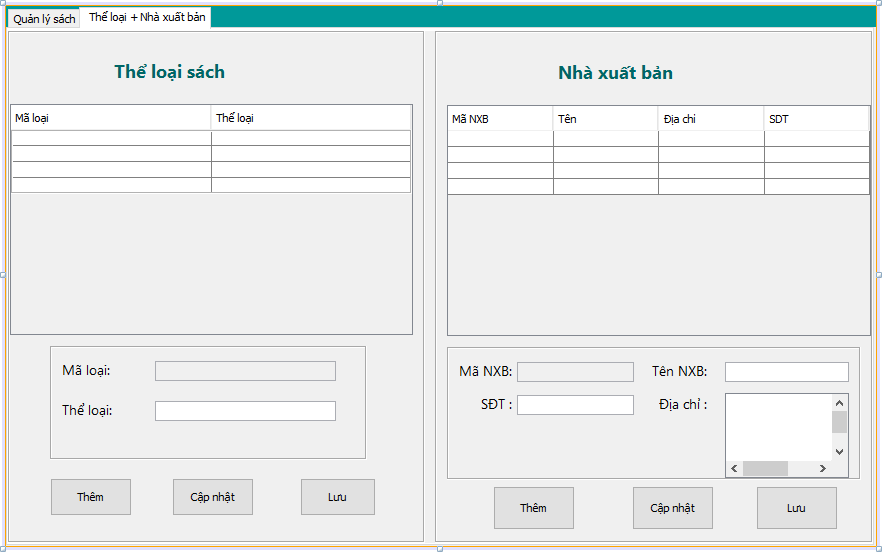 Quản lý sách
Thể loại + Nhà xuất bản
Thể loại sách
Mã loại
Thể loại
Mã loại:
Thể loại:
Thêm
Cập nhật
Lưu
Nhà xuất bản
Mã NXB
Tên
Địa chỉ
SDT
Mã NXB:
Tên NXB:
SĐT :
Địa chỉ :
Thêm
Cập nhật
Lưu